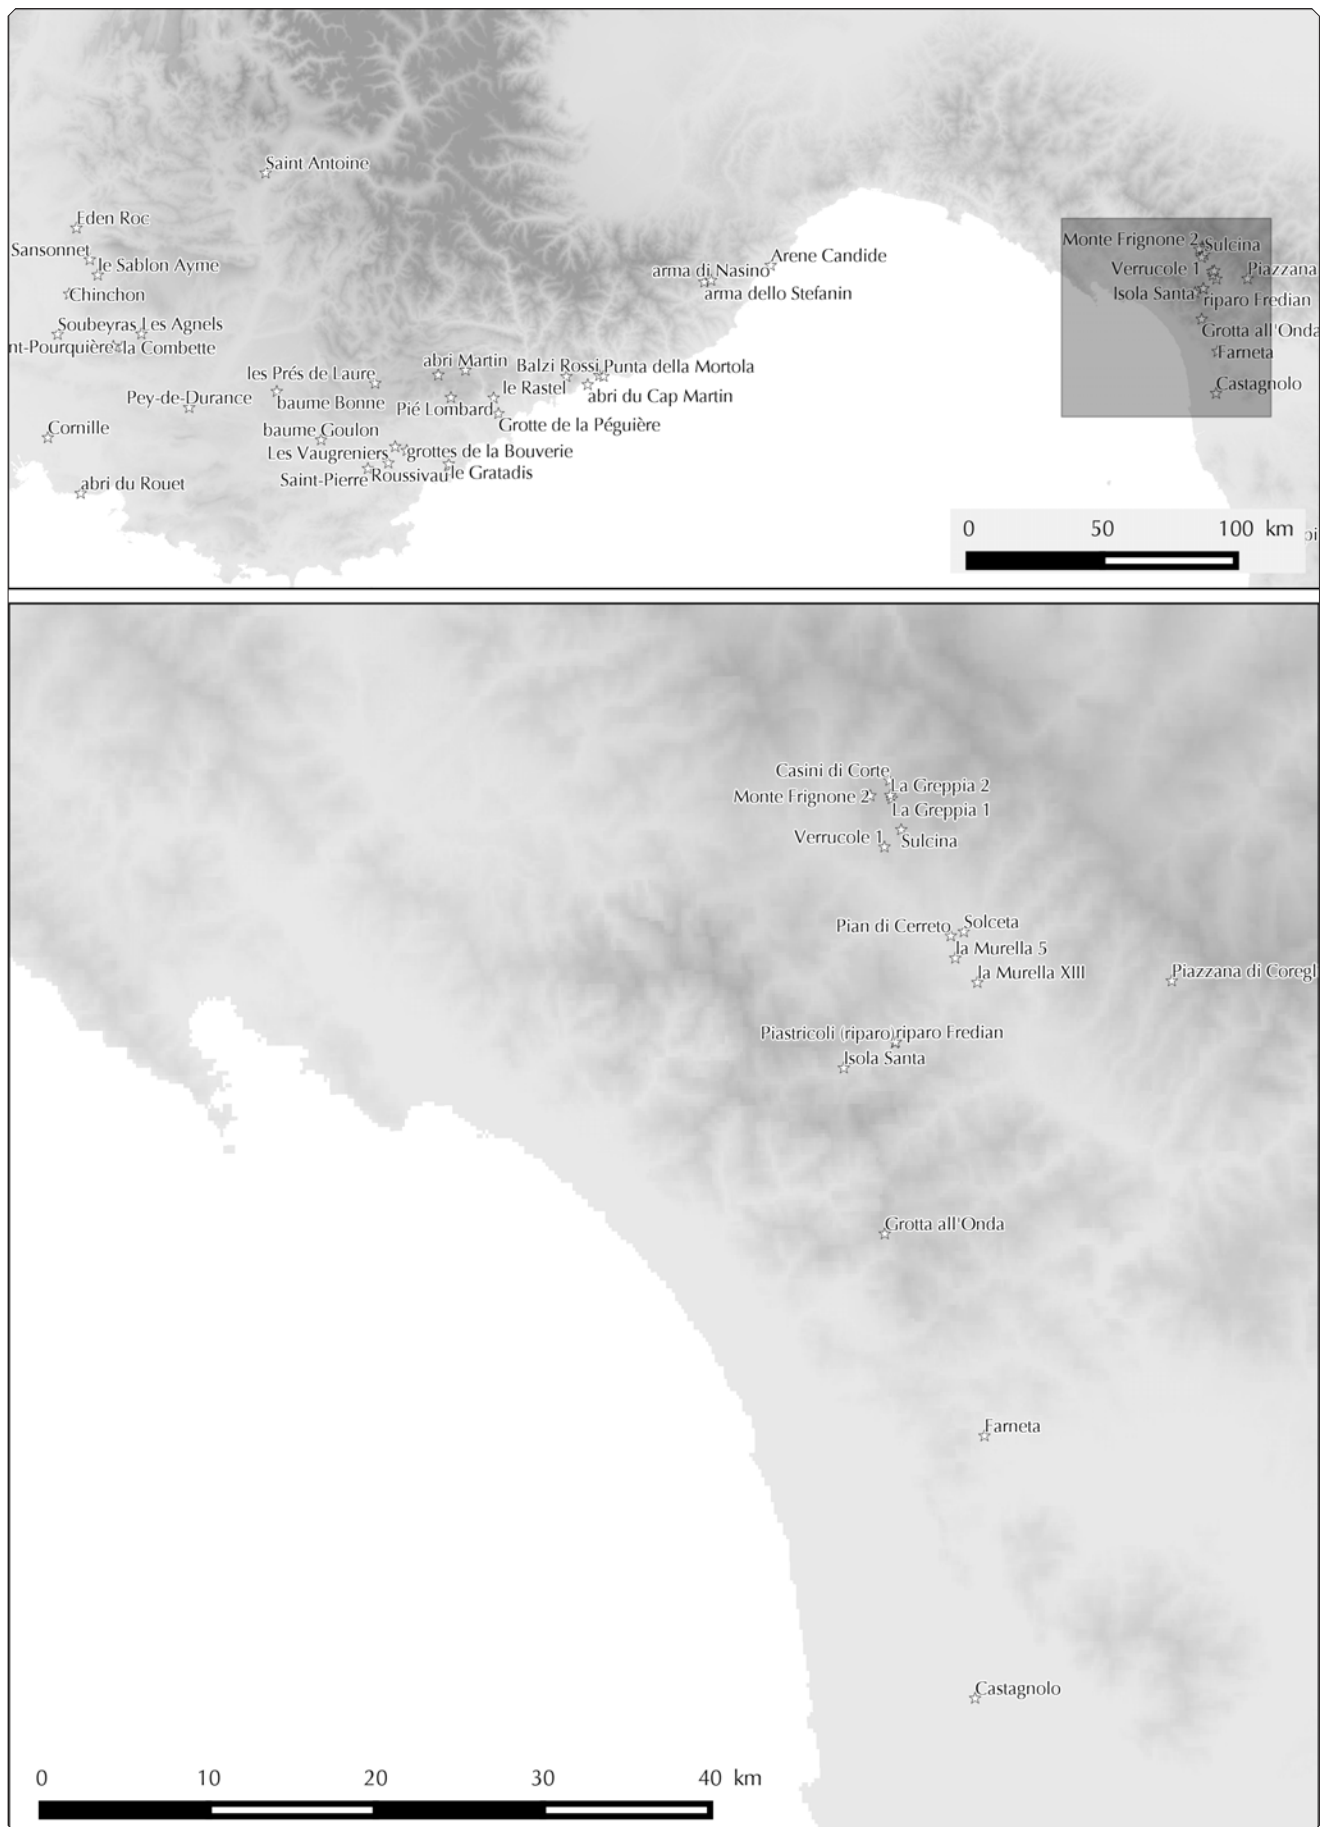 Saint Antoine
Eden Roc
Sansonnet
le Sablon Ayme
Chinchon
Soubeyras Les Agnels
nt-Pourquière la Combette
Monte Frignone 2 Sulcina
Verrucole 1 Piazzana
Isola Santa riparo Fredian
Grotta all'Onda
Farneta
Castagnolo
Arene Candide
arma di Nasino
arma dello Stefanin
abri Martin Balzi Rossi Punta della Mortola
les Prés de Laure
le Rastel
abri du Cap Martin
Pey-de-Durance baume Bonne Pié Lombard
Grotte de la Péguière
Cornille
baume Goulon
Les Vaugreniers grottes de la Bouverie
Saint-Pierre Roussivau le Gratadis
abri du Rouet
0 50 100 km
pi
Casini di Corte
La Greppia 2
Monte Frignone 2
La Greppia 1
Verrucole 1
Sulcina
Pian di Cerreto Solceta
la Murella 5
la Murella XIII
Piazzana di Coregl
Piastricoli (riparo) riparo Fredian
Isola Santa
Grotta all'Onda
Farneta
Castagnolo
0 10 20 30 40 km